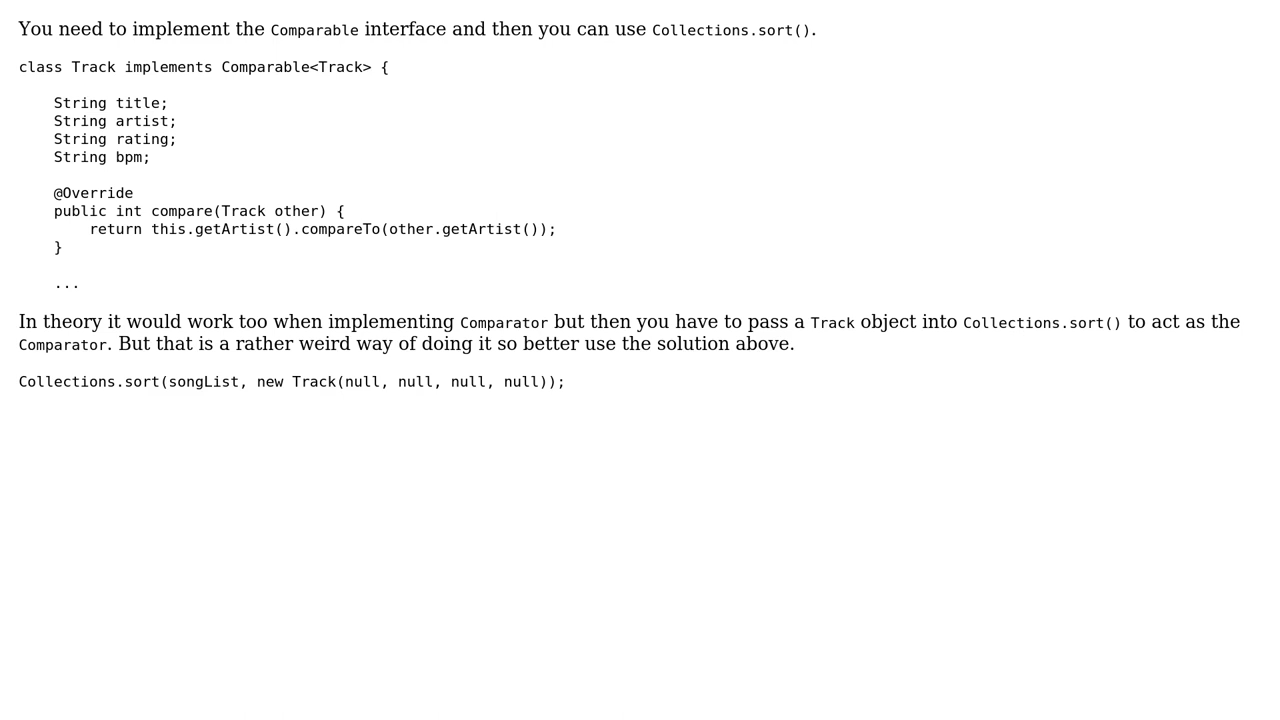 You need to implement the Comparable interface and then you can use Collections.sort().
class Track implements Comparable<Track> {
    String title;
    String artist;
    String rating;
    String bpm;
    @Override
    public int compare(Track other) {
        return this.getArtist().compareTo(other.getArtist());
    }
    ...
In theory it would work too when implementing Comparator but then you have to pass a Track object into Collections.sort() to act as the
Comparator. But that is a rather weird way of doing it so better use the solution above.
Collections.sort(songList, new Track(null, null, null, null));